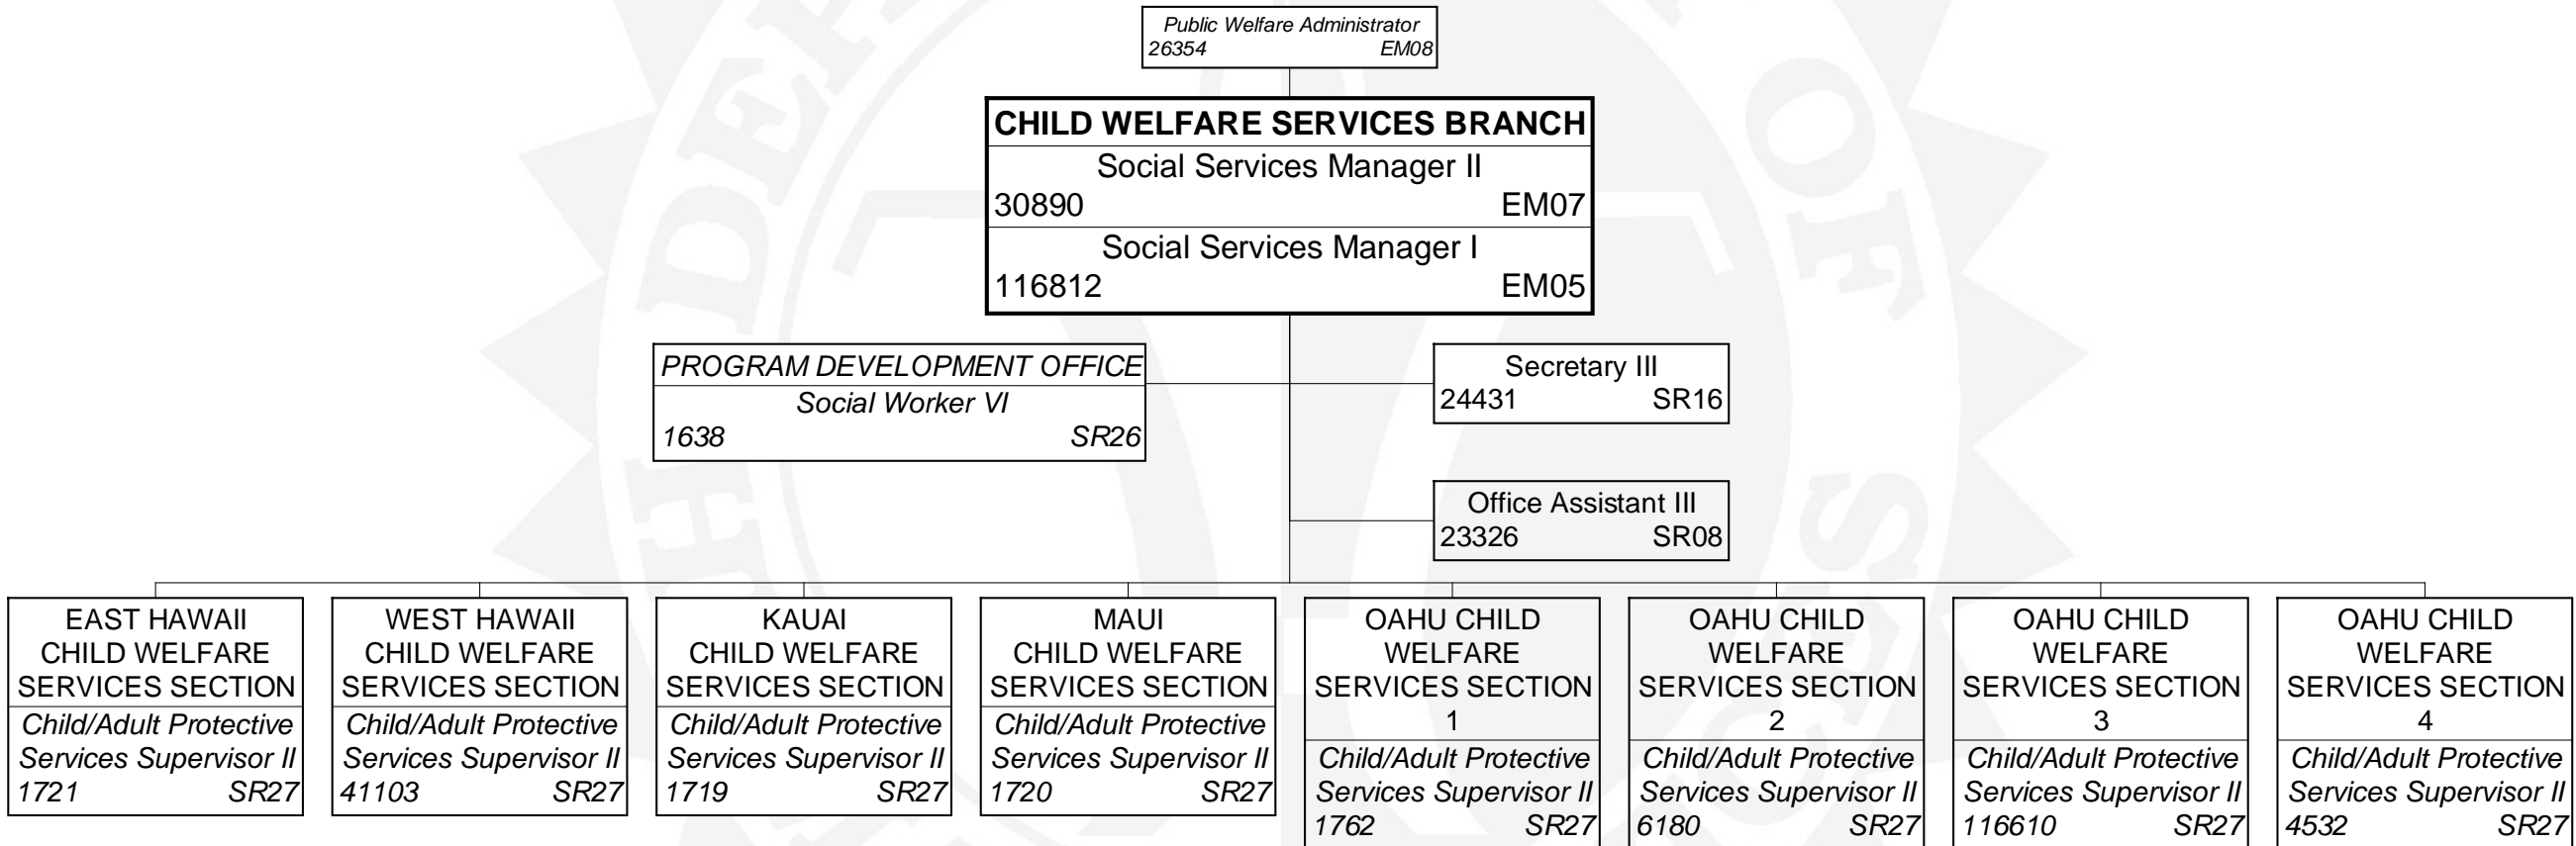 Public Welfare Administrator
26354 EM08
CHILD WELFARE SERVICES BRANCH
Social Services Manager II
30890 EM07
Social Services Manager I
116812 EM05
PROGRAM DEVELOPMENT OFFICE
Social Worker VI
1638 SR26
Secretary III
24431 SR16
Office Assistant III
23326 SR08
EAST HAWAII
CHILD WELFARE
SERVICES SECTION
Child/Adult Protective
Services Supervisor II
1721 SR27
WEST HAWAII
CHILD WELFARE
SERVICES SECTION
Child/Adult Protective
Services Supervisor II
41103 SR27
KAUAI
CHILD WELFARE
SERVICES SECTION
Child/Adult Protective
Services Supervisor II
1719 SR27
MAUI
CHILD WELFARE
SERVICES SECTION
Child/Adult Protective
Services Supervisor II
1720 SR27
OAHU CHILD
WELFARE
SERVICES SECTION
1
Child/Adult Protective
Services Supervisor II
1762 SR27
OAHU CHILD
WELFARE
SERVICES SECTION
2
Child/Adult Protective
Services Supervisor II
6180 SR27
OAHU CHILD
WELFARE
SERVICES SECTION
3
Child/Adult Protective
Services Supervisor II
116610 SR27
OAHU CHILD
WELFARE
SERVICES SECTION
4
Child/Adult Protective
Services Supervisor II
4532 SR27